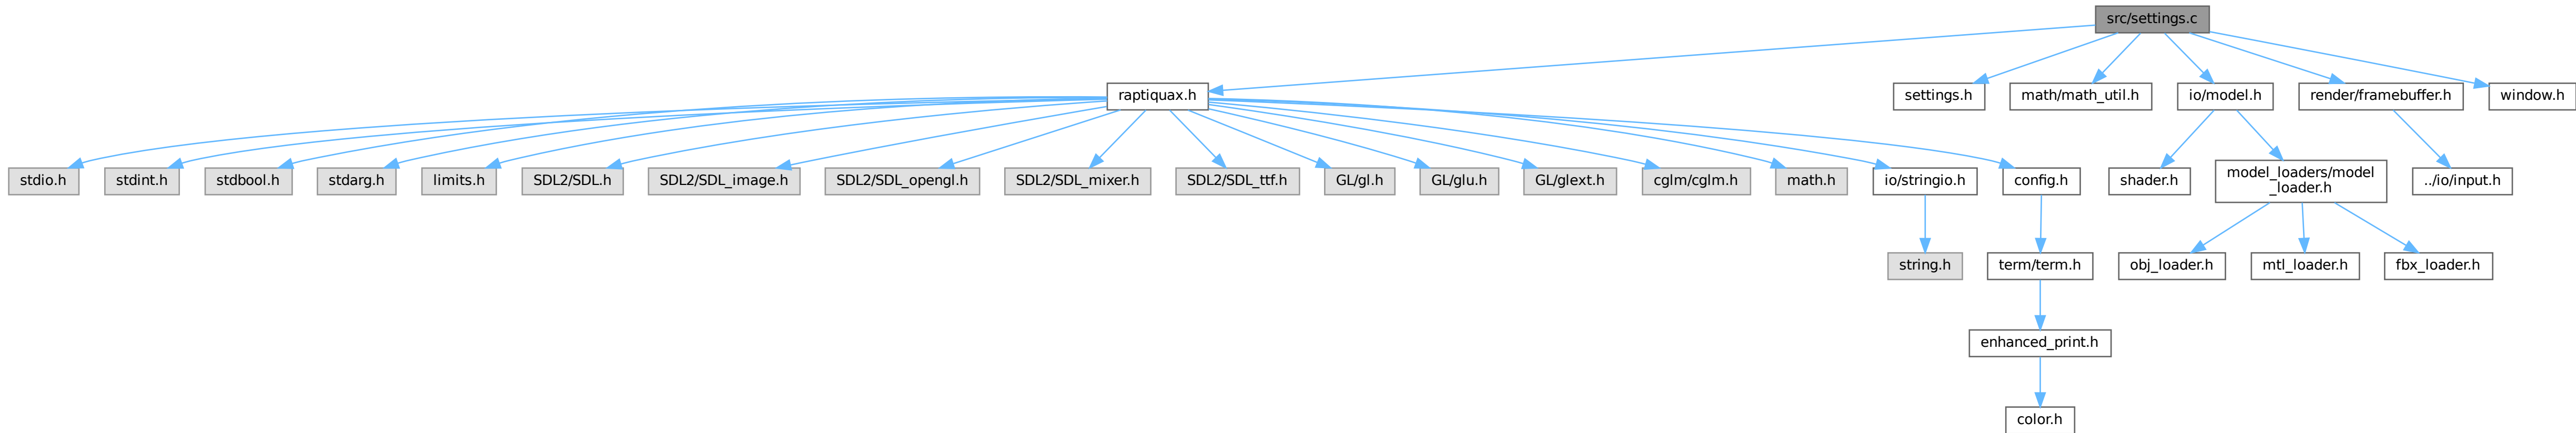 src/settings.c
raptiquax.h
settings.h
math/math_util.h
io/model.h
render/framebuffer.h
window.h
stdio.h
stdint.h
stdbool.h
stdarg.h
limits.h
SDL2/SDL.h
SDL2/SDL_image.h
SDL2/SDL_opengl.h
SDL2/SDL_mixer.h
SDL2/SDL_ttf.h
GL/gl.h
GL/glu.h
GL/glext.h
cglm/cglm.h
math.h
io/stringio.h
config.h
shader.h
model_loaders/model
_loader.h
../io/input.h
string.h
term/term.h
obj_loader.h
mtl_loader.h
fbx_loader.h
enhanced_print.h
color.h